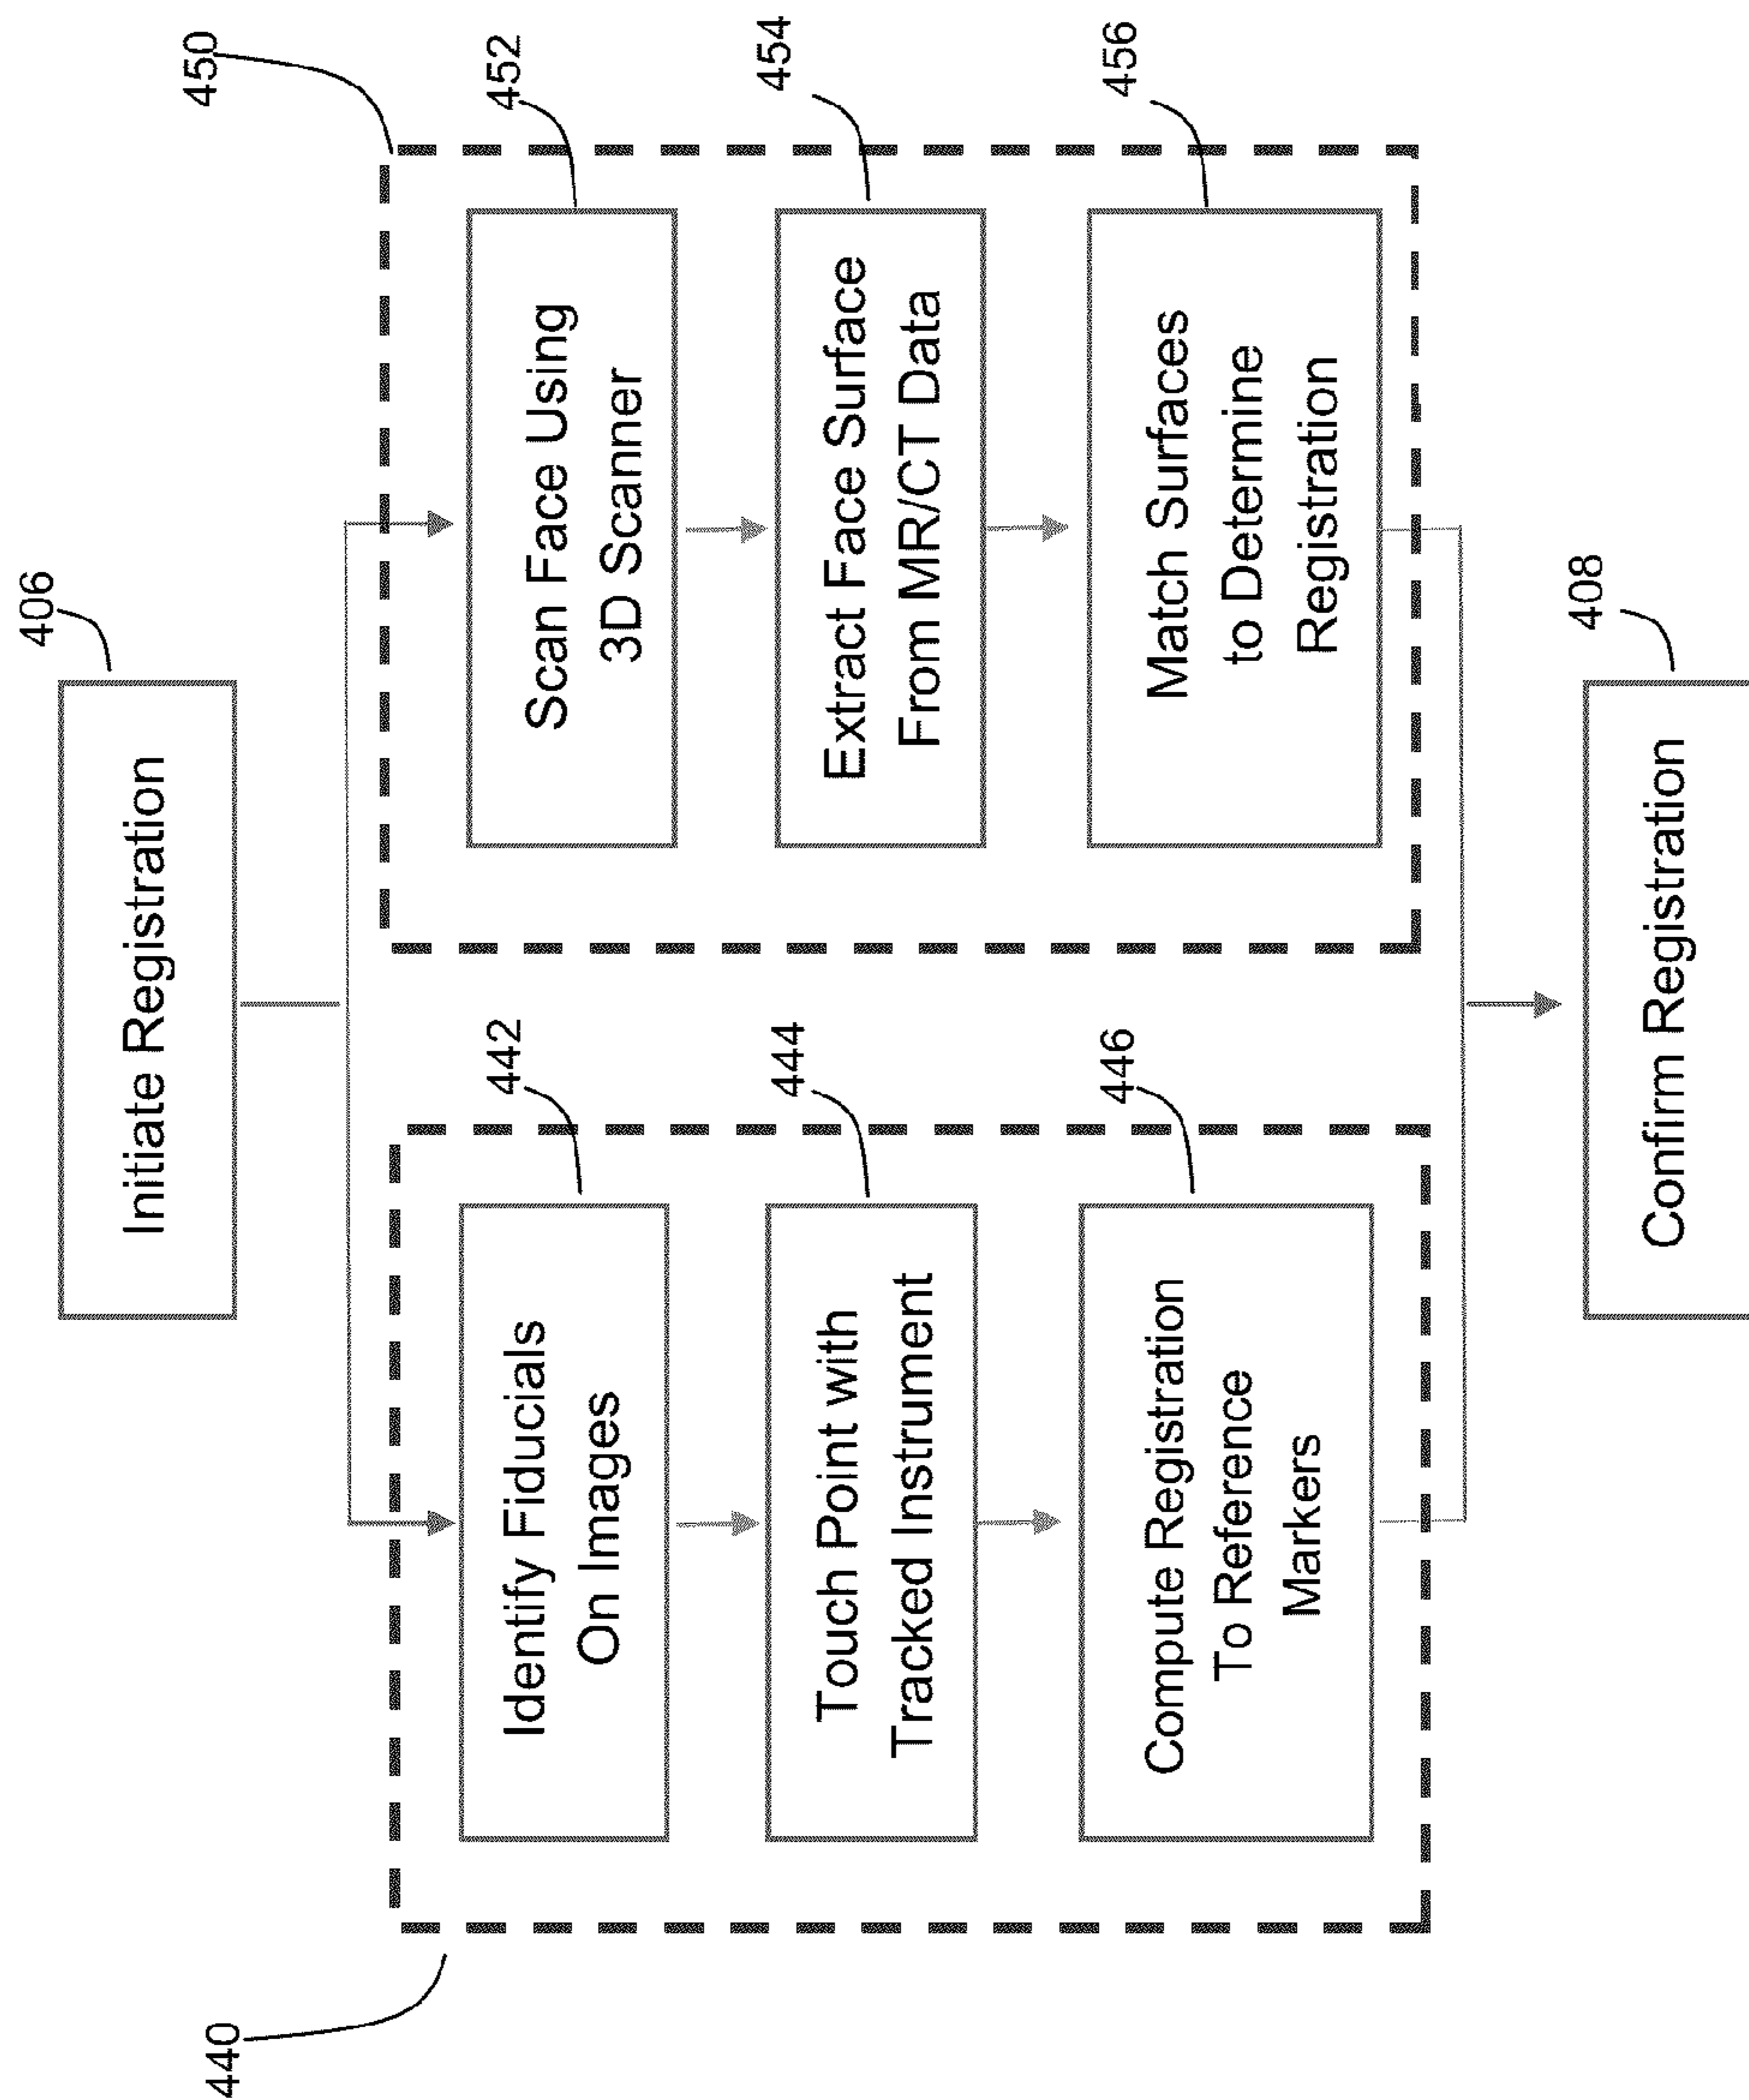 406
Initiate Registration
440
450
442
Identify Fiducials
On Images
444
Touch Point with
Tracked Instrument
446
Compute Registration
To Reference
Markers
452
Scan Face Using
3D Scanner
454
Extract Face Surface
From MR/CT Data
456
Match Surfaces
to Determine
Registration
408
Confirm Registration